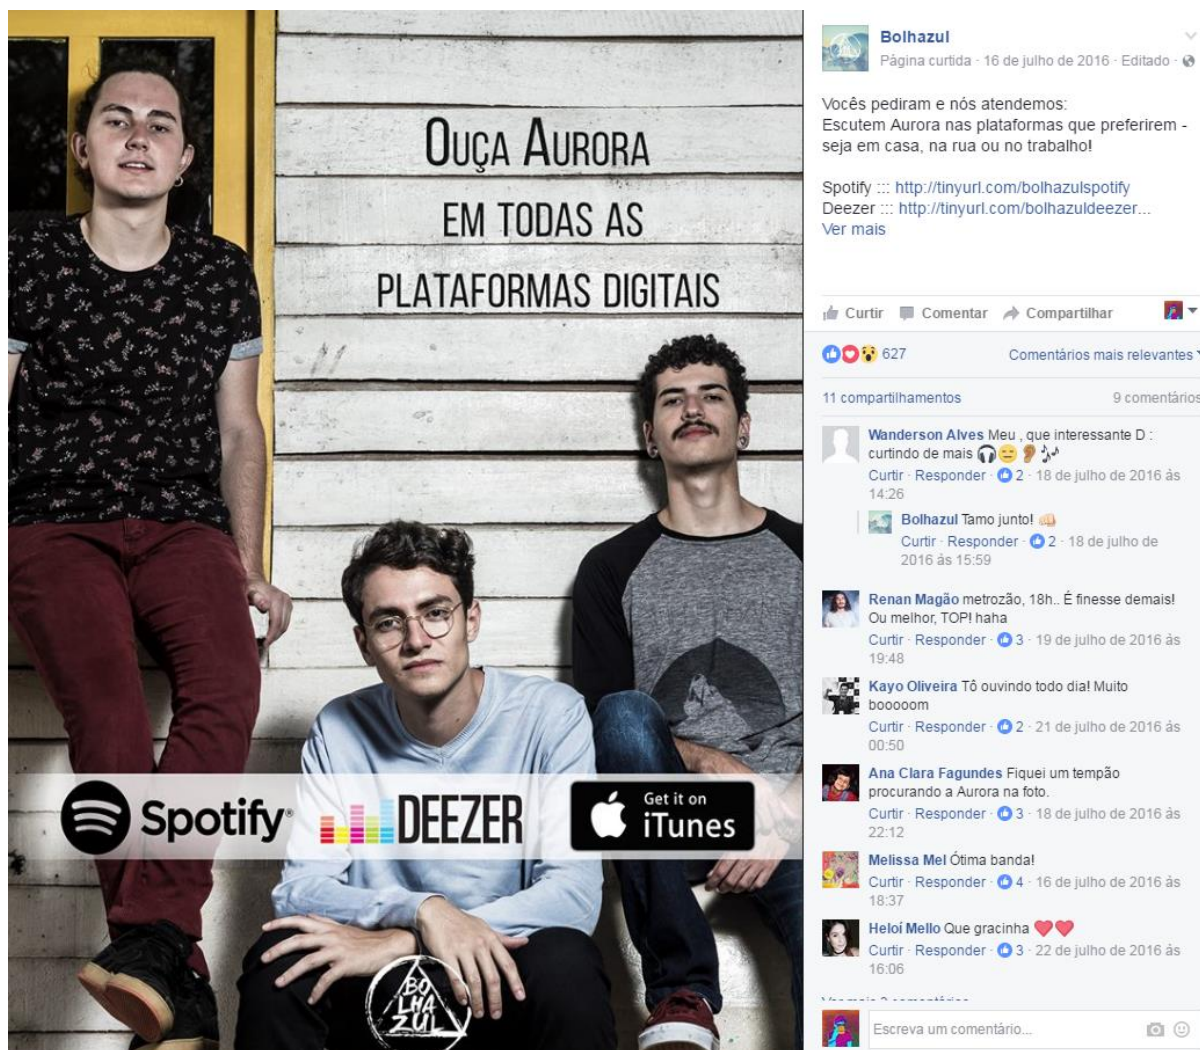 OUÇA AURORA
EM TODAS AS
PLATAFORMAS DIGITAIS
Spotify®
DEEZER
Get it on
iTunes
BO
LHA
ZUL
Bolhazul
Página curtida · 16 de julho de 2016 · Editado ·
Vocês pediram e nós atendemos:
Escutem Aurora nas plataformas que preferirem -
seja em casa, na rua ou no trabalho!
Spotify ::: http://tinyurl.com/bolhazulspotify
Deezer ::: http://tinyurl.com/bolhazuldeezer...
Ver mais
Curtir Comentar Compartilhar
627 Comentários mais relevantes
11 compartilhamentos 9 comentários
Wanderson Alves Meu , que interessante D :
curtindo de mais 🎧😑👂🎶
Curtir · Responder · 2 · 18 de julho de 2016 às
14:26
Bolhazul Tamo junto! 👊
Curtir · Responder · 2 · 18 de julho de
2016 às 15:59
Renan Magão metrozão, 18h.. É finesse demais!
Ou melhor, TOP! haha
Curtir · Responder · 3 · 19 de julho de 2016 às
19:48
Kayo Oliveira Tô ouvindo todo dia! Muito
booooom
Curtir · Responder · 2 · 21 de julho de 2016 às
00:50
Ana Clara Fagundes Fiquei um tempão
procurando a Aurora na foto.
Curtir · Responder · 3 · 18 de julho de 2016 às
22:12
Melissa Mel Ótima banda!
Curtir · Responder · 4 · 16 de julho de 2016 às
18:37
Heloí Mello Que gracinha ❤❤
Curtir · Responder · 3 · 22 de julho de 2016 às
16:06
Ver mais 2 comentários
Escreva um comentário...